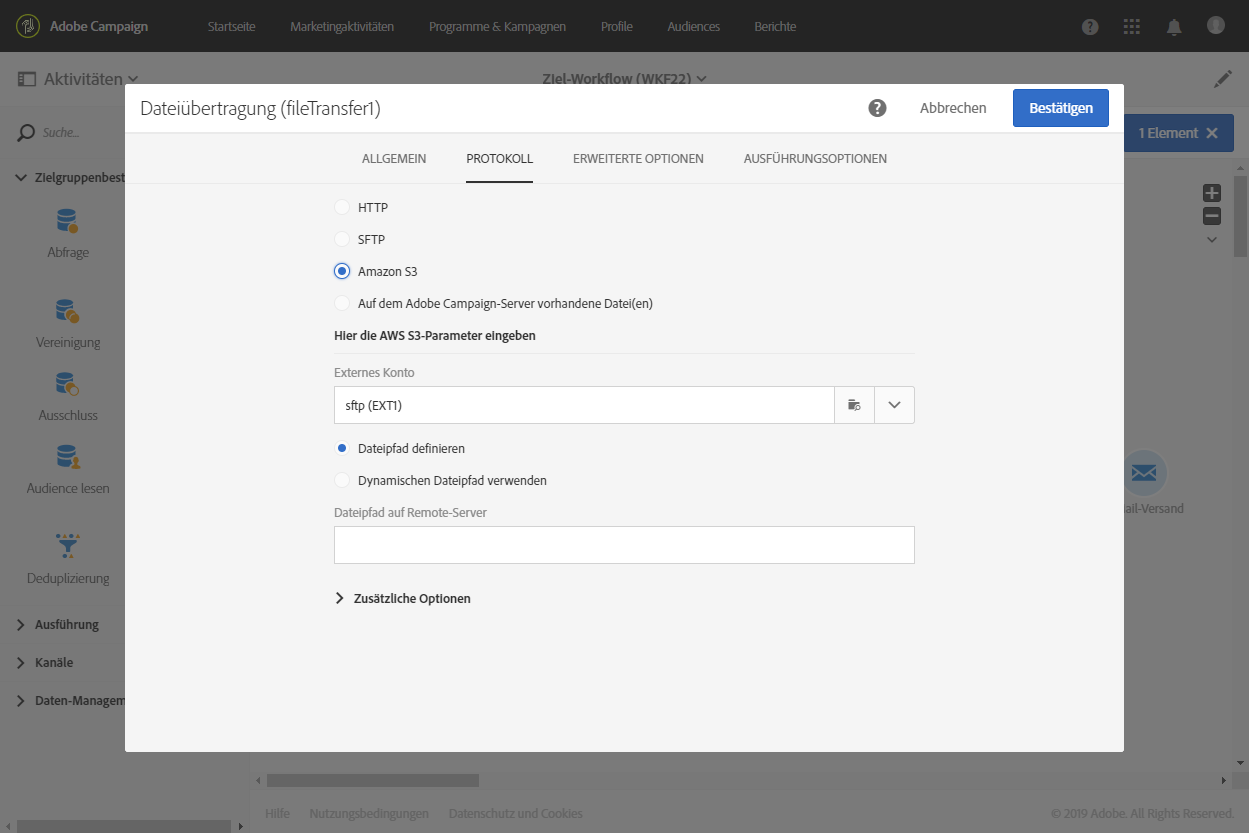 Adobe Campaign
Startseite
Marketingaktivitäten
Programme & Kampagnen
Profile
Audiences
Berichte
Aktivitäten
Ziel-Workflow (WKF22)
Dateiübertragung (fileTransfer1)
Abbrechen
Bestätigen
Suche...
1 Element
ALLGEMEIN
PROTOKOLL
ERWEITERTE OPTIONEN
AUSFÜHRUNGSOPTIONEN
Zielgruppenbest
Abfrage
Vereinigung
Ausschluss
Audience lesen
Deduplizierung
Ausführung
Kanäle
Daten-Managem
HTTP
SFTP
Amazon S3
Auf dem Adobe Campaign-Server vorhandene Datei(en)
Hier die AWS S3-Parameter eingeben
Externes Konto
sftp (EXT1)
Dateipfad definieren
Dynamischen Dateipfad verwenden
Dateipfad auf Remote-Server
Zusätzliche Optionen
ail-Versand
Hilfe
Nutzungsbedingungen
Datenschutz und Cookies
© 2019 Adobe. All Rights Reserved.